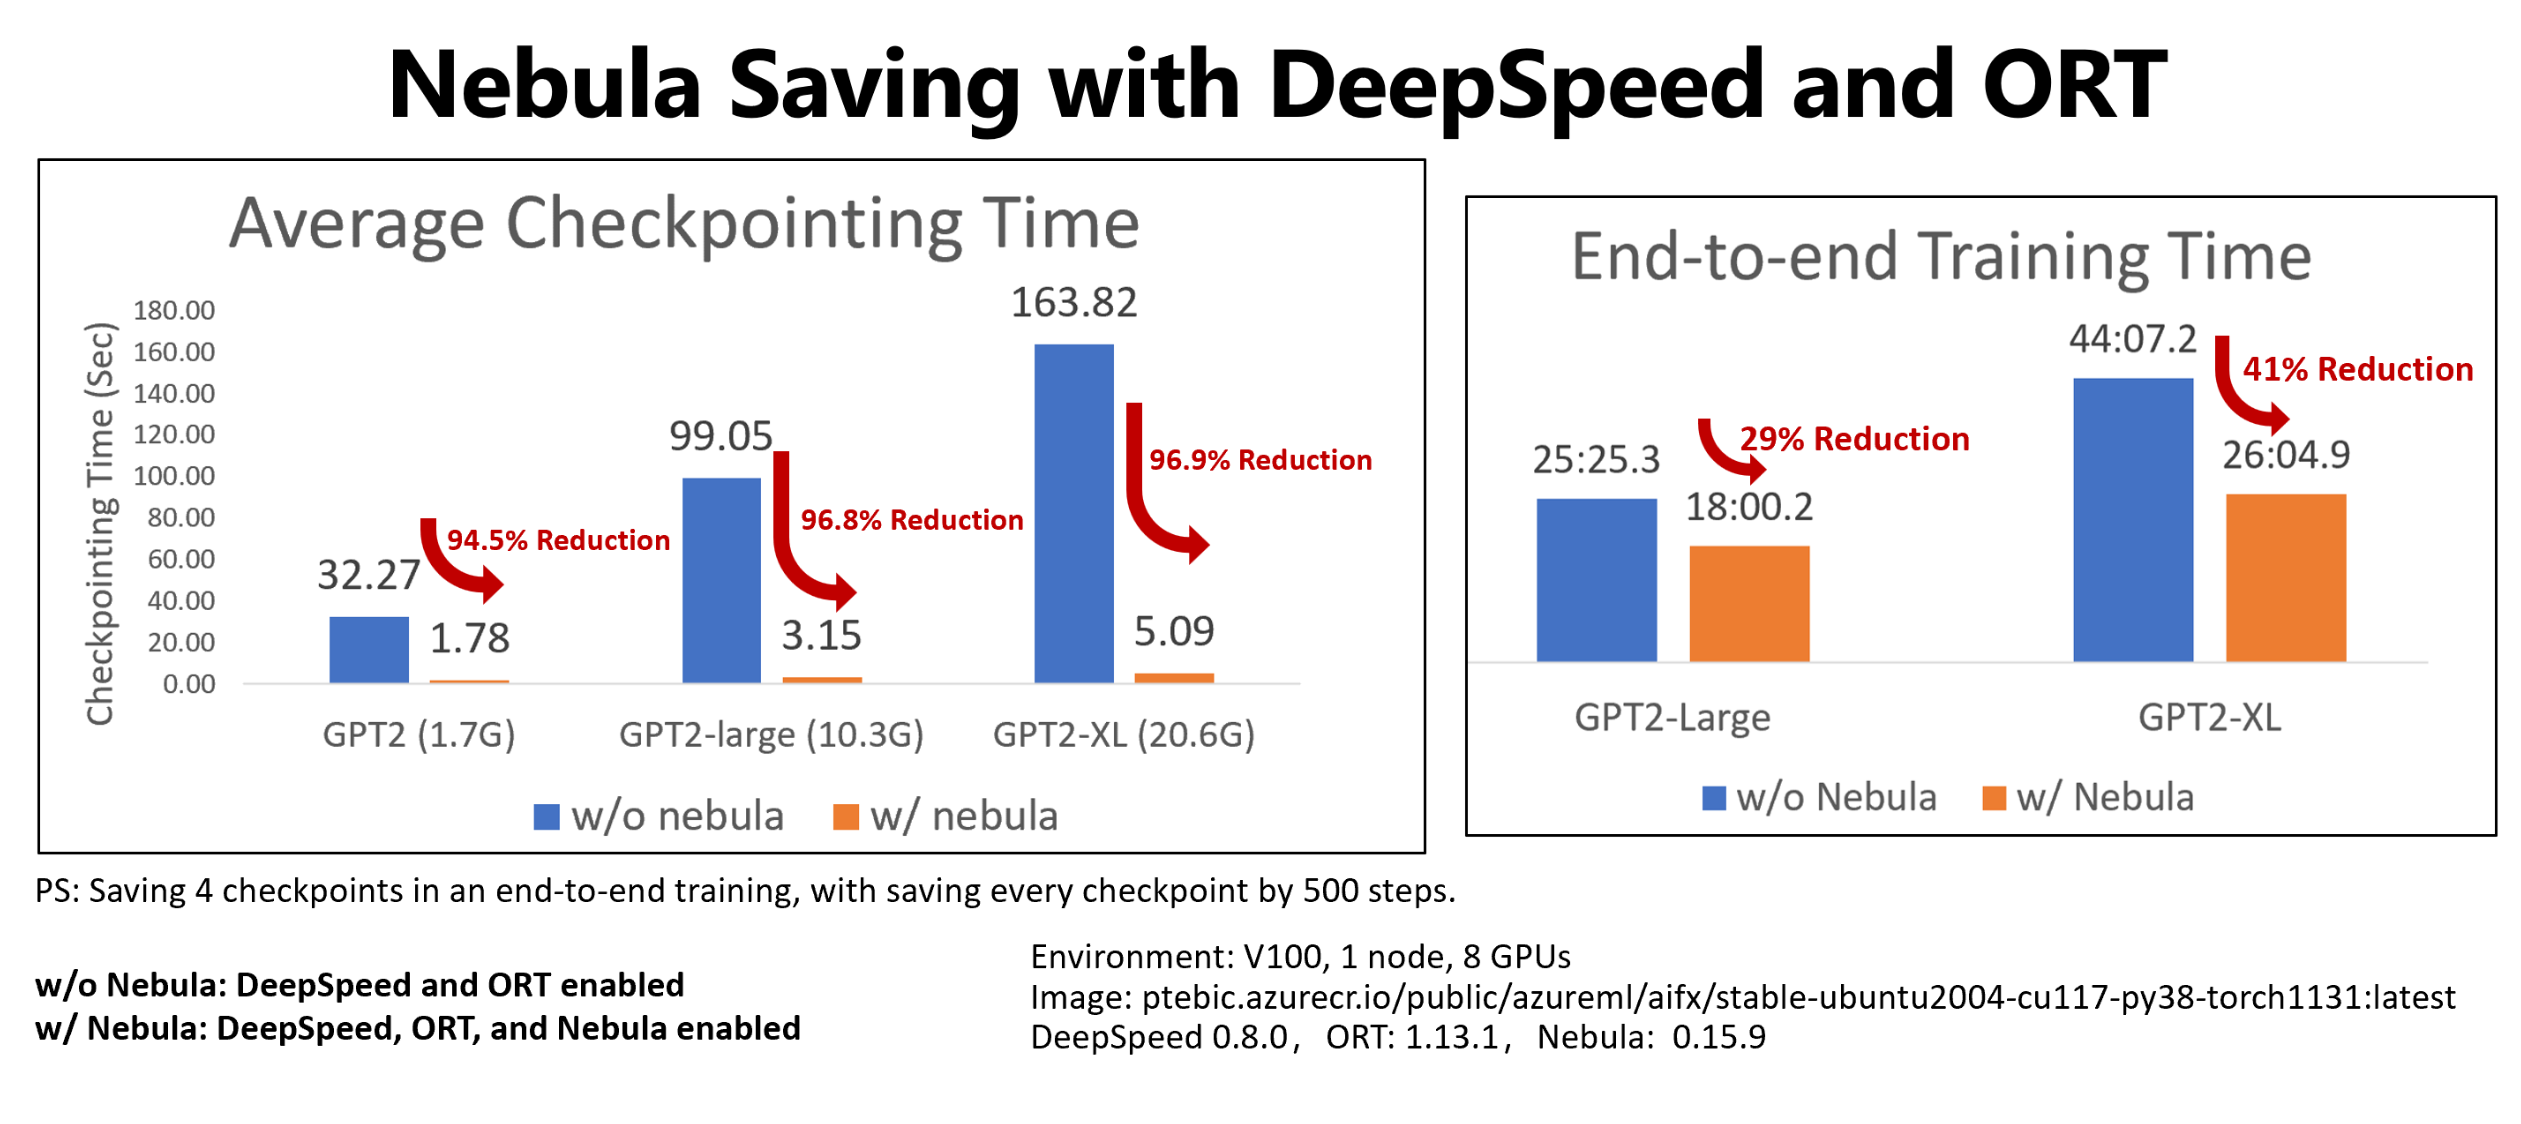 Nebula Saving with DeepSpeed and ORT
Average Checkpointing Time
Checkpointing Time (Sec)
180.00
160.00
140.00
120.00
100.00
80.00
60.00
40.00
20.00
0.00
32.27
1.78
94.5% Reduction
99.05
3.15
96.8% Reduction
163.82
5.09
96.9% Reduction
GPT2 (1.7G)
GPT2-large (10.3G)
GPT2-XL (20.6G)
w/o nebula
w/ nebula
End-to-end Training Time
25:25.3
18:00.2
29% Reduction
44:07.2
26:04.9
41% Reduction
GPT2-Large
GPT2-XL
w/o Nebula
w/ Nebula
PS: Saving 4 checkpoints in an end-to-end training, with saving every checkpoint by 500 steps.
w/o Nebula: DeepSpeed and ORT enabled
w/ Nebula: DeepSpeed, ORT, and Nebula enabled
Environment: V100, 1 node, 8 GPUs
Image: ptebic.azurecr.io/public/azureml/aifx/stable-ubuntu2004-cu117-py38-torch1131:latest
DeepSpeed 0.8.0， ORT: 1.13.1， Nebula: 0.15.9